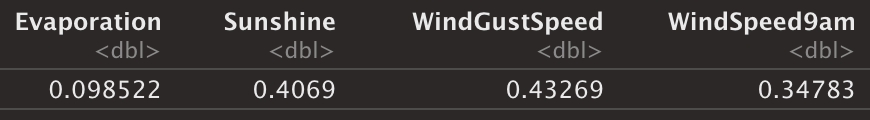 Evaporation Sunshine WindGustSpeed WindSpeed9am
<dbl> <dbl> <dbl> <dbl>
0.098522 0.4069 0.43269 0.34783